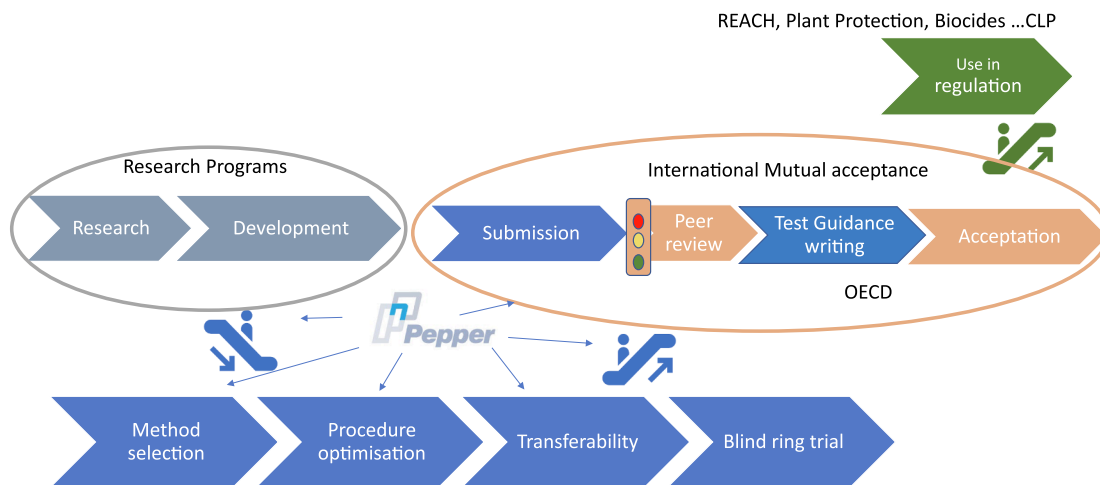 REACH, Plant Protection, Biocides ...CLP
Use in
regulation
Research Programs
International Mutual acceptance
Research
Development
Submission
Peer
review
Test Guidance
writing
Acceptation
OECD
Pepper
Method
selection
Procedure
optimisation
Transferability
Blind ring trial